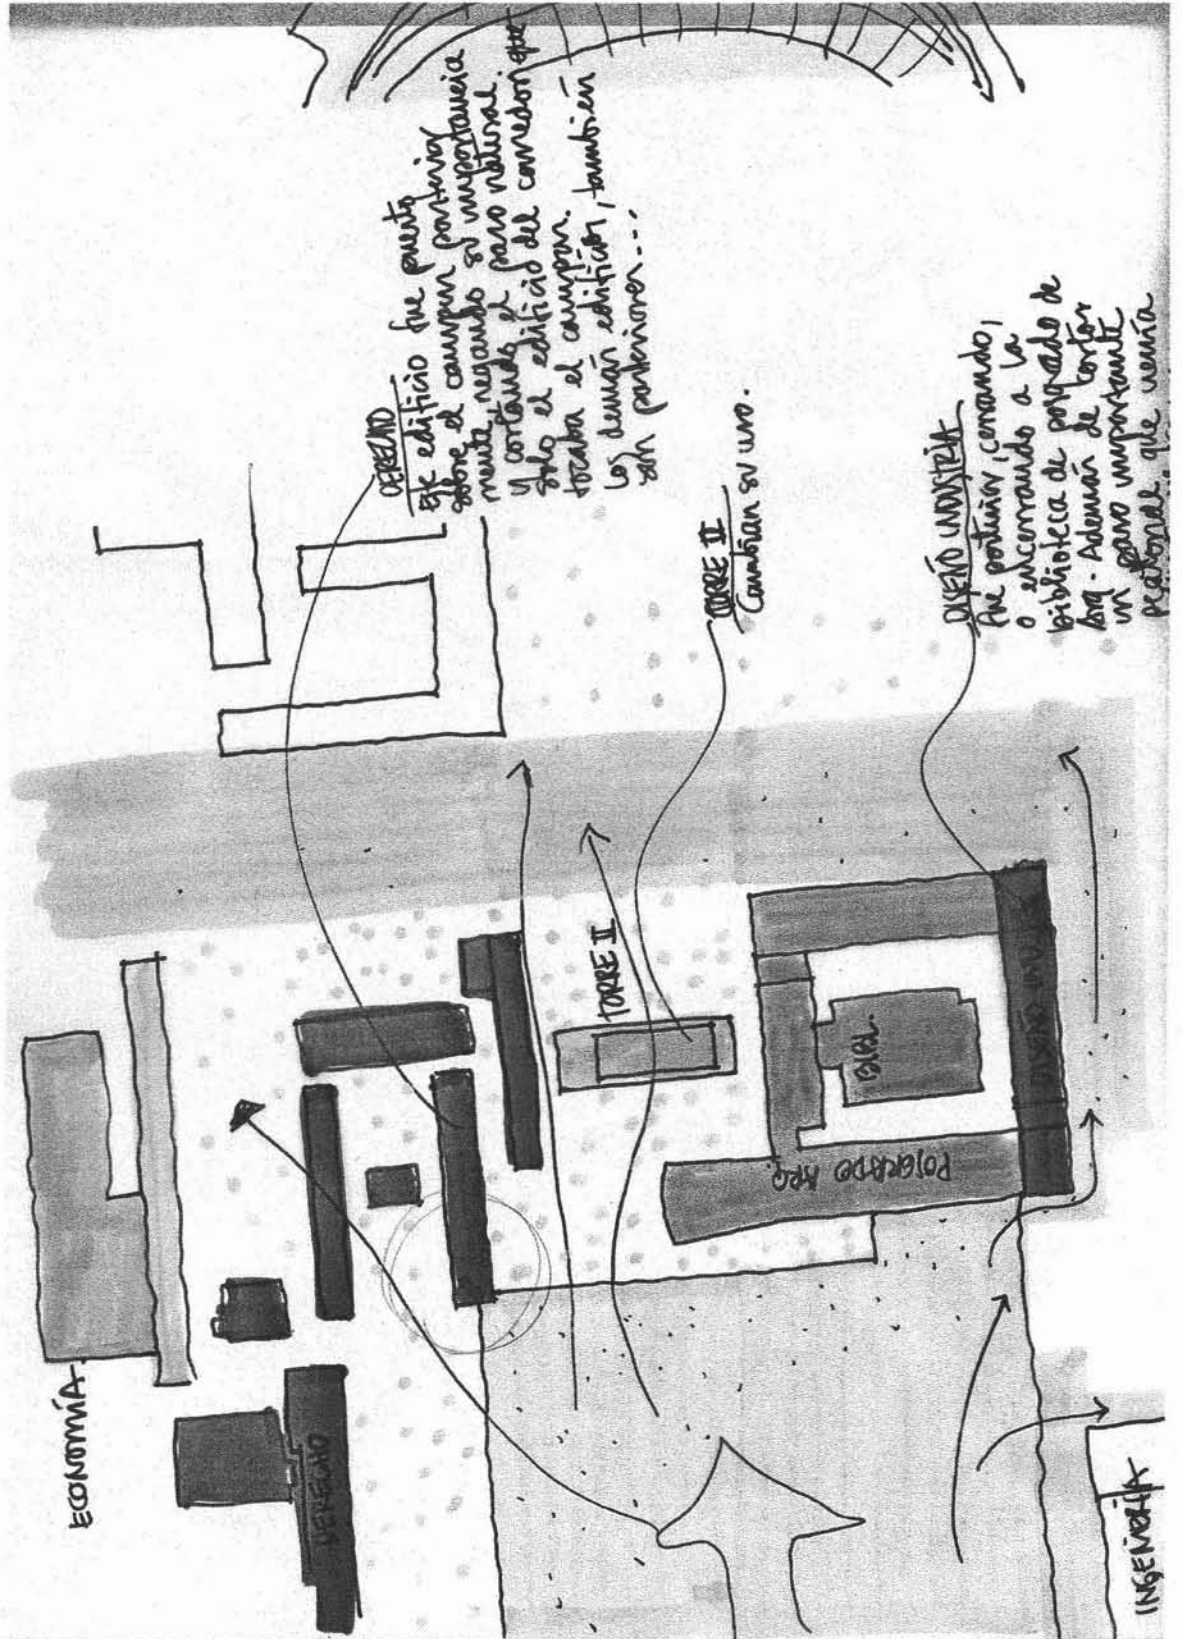 ECONOMÍA
DERECHO
TORRE II
BIBL.
POSGRADO ARQ.
DISEÑO IND
INGENIERÍA
DERECHO
Este edificio fue puesto
sobre el campus posterior
mente, negando su importancia
y cortando el paso natural.
Solo el edificio del corredor que
tocaba el campus.
Los demás edificios, también
son posteriores...
TORRE II
Cambian su uso.
DISEÑO INDUSTRIA
Fue posterior, cerrando,
o encerrando a la
biblioteca de posgrado de
Arq. Además de cortar
un paso importante
peatonal que venía